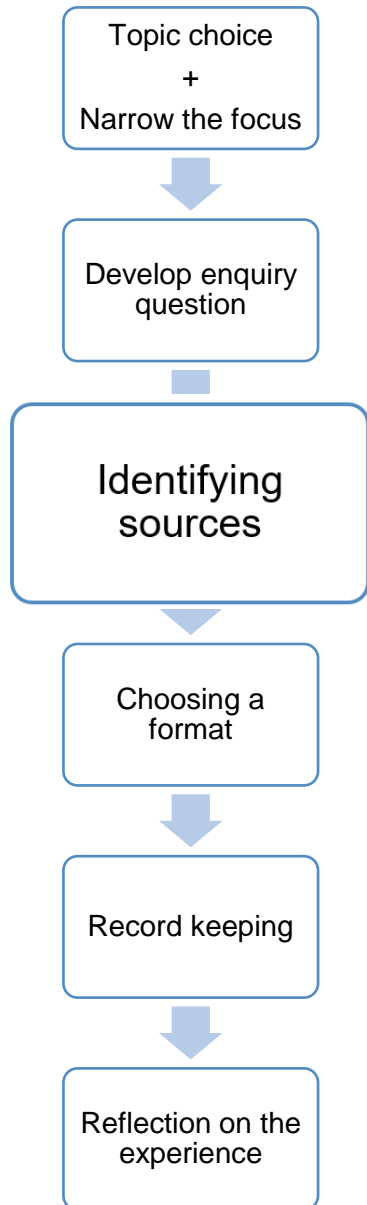 Topic choice
+
Narrow the focus
Develop enquiry
question
Identifying
sources
Choosing a
format
Record keeping
Reflection on the
experience